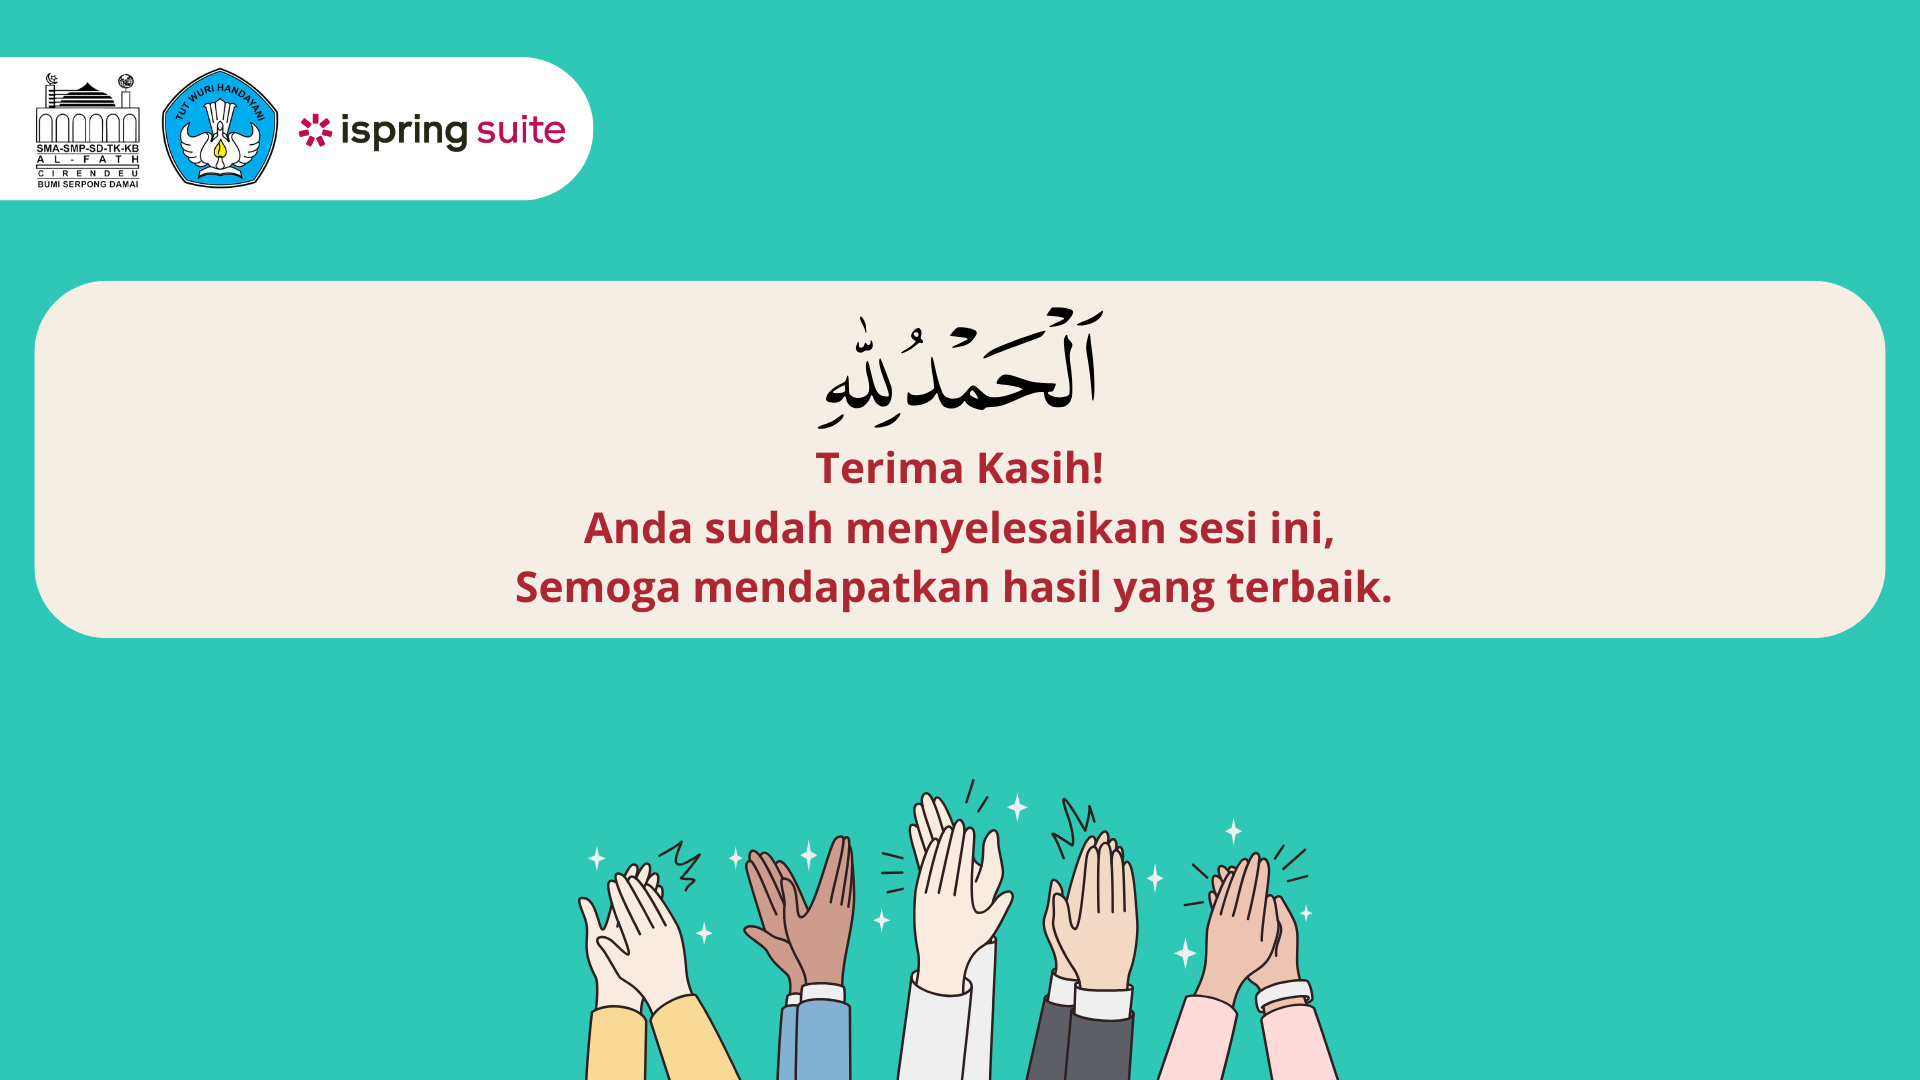 SMA-SMP-SD-TK-KB
AL-FATH
CIRENDEU
BUMI SERPONG DAMAI
TUT WURI HANDAYANI
ispring suite
اَلْحَمْدُلِلّٰهِ
Terima Kasih!
Anda sudah menyelesaikan sesi ini,
Semoga mendapatkan hasil yang terbaik.